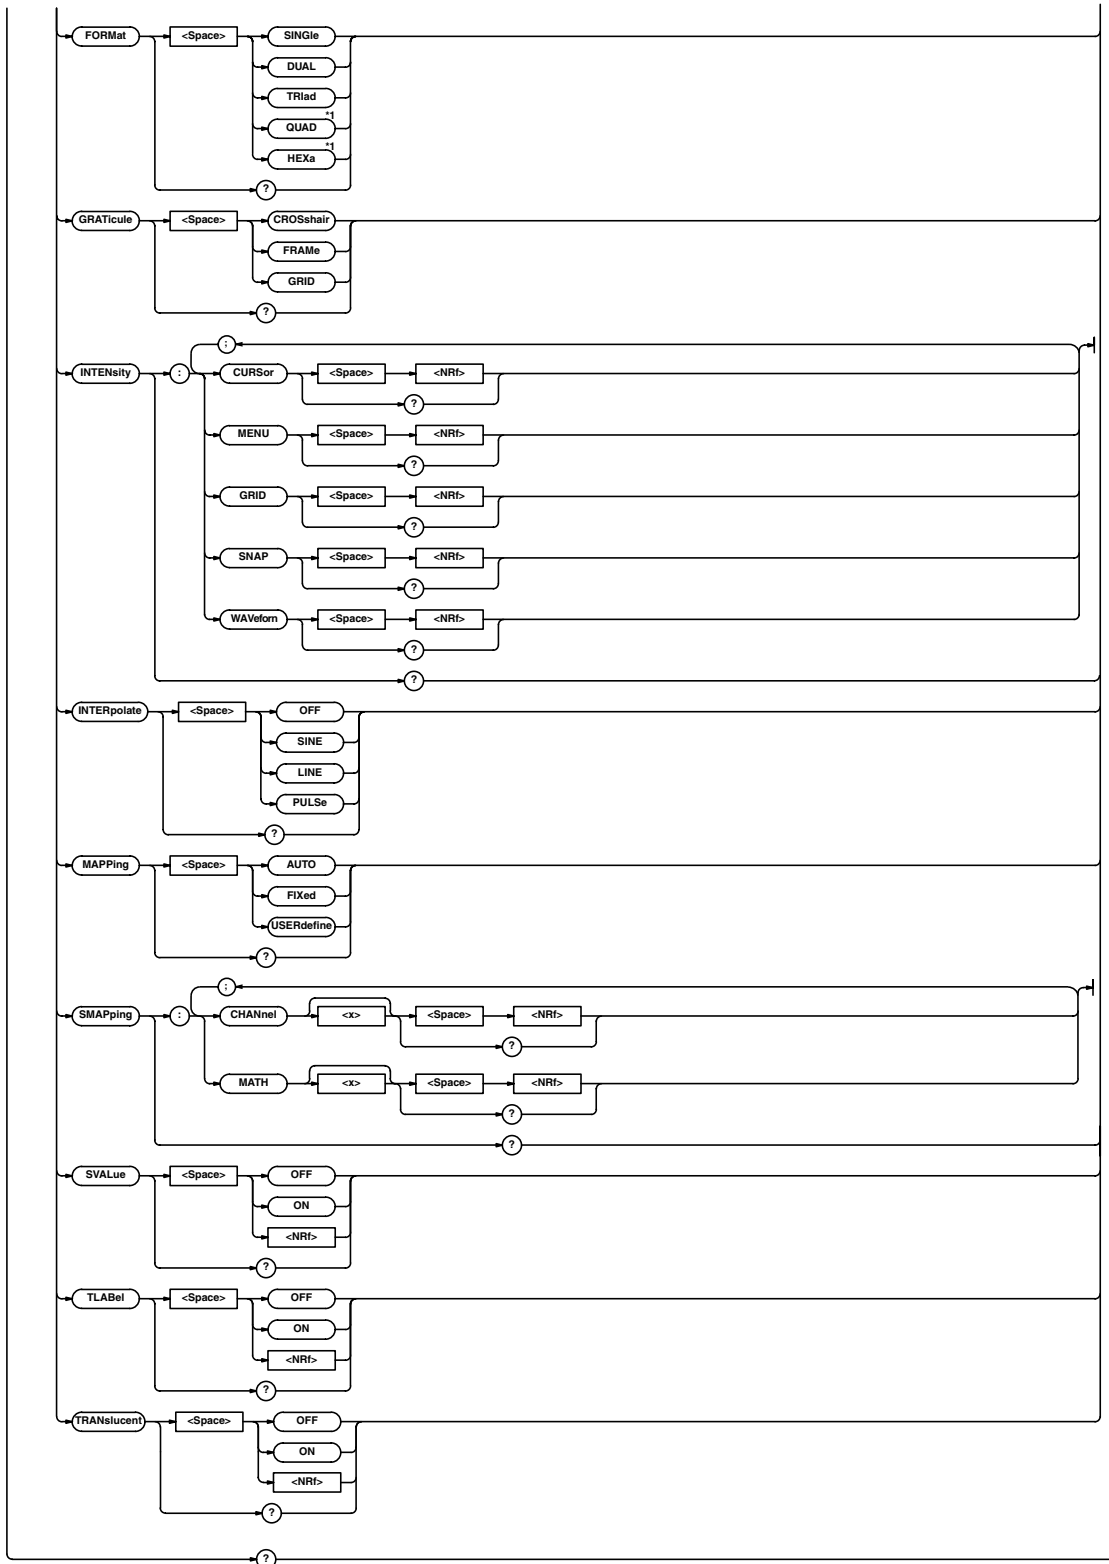 FORMat <Space> SINGle
DUAL
TRIad
*1
QUAD
*1
HEXa
?
GRATicule <Space> CROSshair
FRAMe
GRID
?
;
INTENsity : CURSor <Space> <NRf>
?
MENU <Space> <NRf>
?
GRID <Space> <NRf>
?
SNAP <Space> <NRf>
?
WAVeforn <Space> <NRf>
?
?
INTERpolate <Space> OFF
SINE
LINE
PULSe
?
MAPPing <Space> AUTO
FIXed
USERdefine
?
;
SMAPping : CHANnel <x> <Space> <NRf>
?
MATH <x> <Space> <NRf>
?
?
SVALue <Space> OFF
ON
<NRf>
?
TLABel <Space> OFF
ON
<NRf>
?
TRANslucent <Space> OFF
ON
<NRf>
?
?